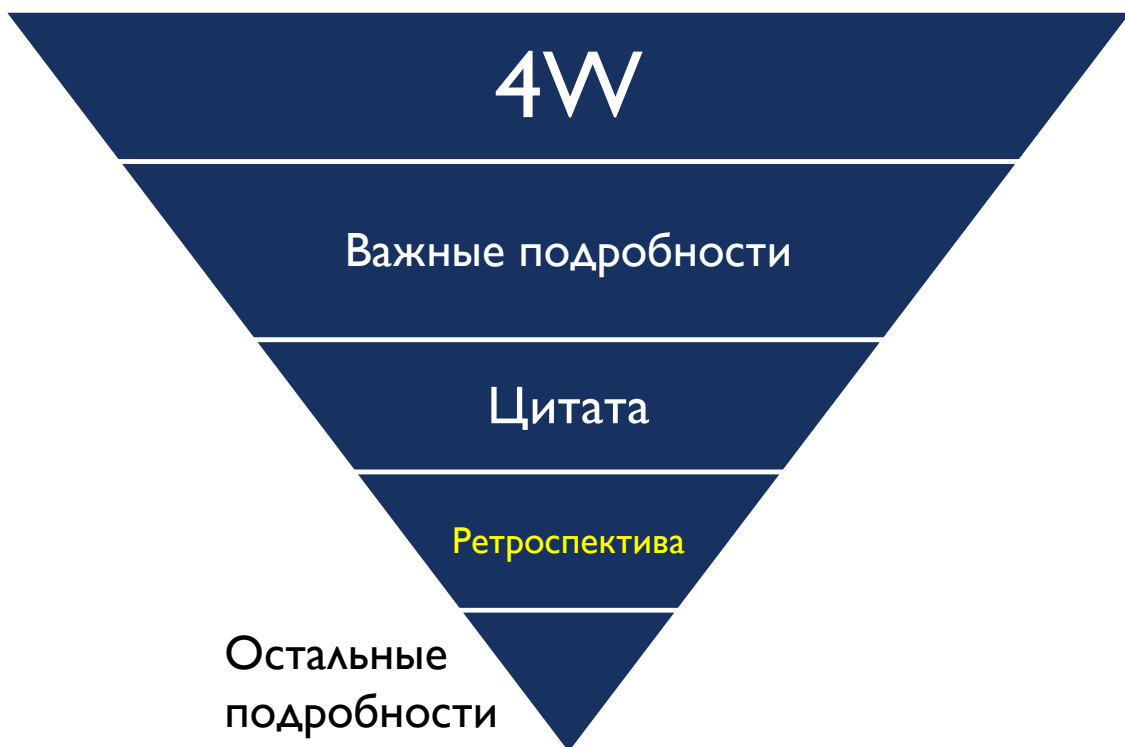 4W
Важные подробности
Цитата
Ретроспектива
Остальные
подробности